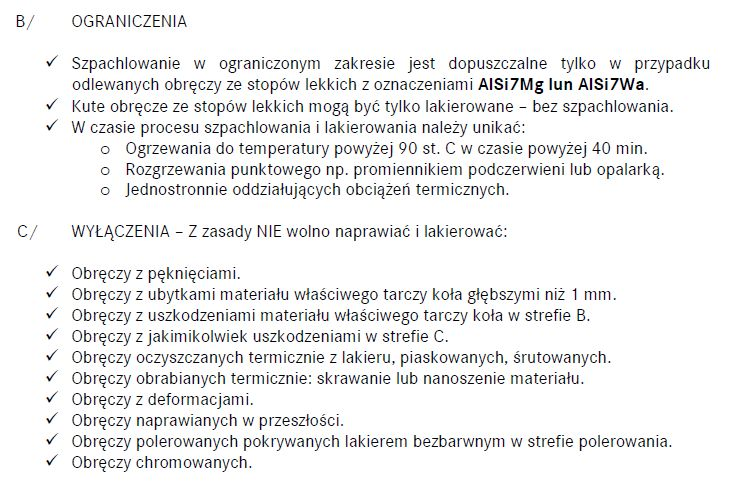 B/ OGRANICZENIA
✓ Szpachlowanie w ograniczonym zakresie jest dopuszczalne tylko w przypadku
odlewanych obręczy ze stopów lekkich z oznaczeniami AlSi7Mg lun AlSi7Wa.
✓ Kute obręcze ze stopów lekkich mogą być tylko lakierowane – bez szpachlowania.
✓ W czasie procesu szpachlowania i lakierowania należy unikać:
o Ogrzewania do temperatury powyżej 90 st. C w czasie powyżej 40 min.
o Rozgrzewania punktowego np. promiennikiem podczerwieni lub opalarką.
o Jednostronnie oddziałujących obciążeń termicznych.
C/ WYŁĄCZENIA – Z zasady NIE wolno naprawiać i lakierować:
✓ Obręczy z pęknięciami.
✓ Obręczy z ubytkami materiału właściwego tarczy koła głębszymi niż 1 mm.
✓ Obręczy z uszkodzeniami materiału właściwego tarczy koła w strefie B.
✓ Obręczy z jakimikolwiek uszkodzeniami w strefie C.
✓ Obręczy oczyszczanych termicznie z lakieru, piaskowanych, śrutowanych.
✓ Obręczy obrabianych termicznie: skrawanie lub nanoszenie materiału.
✓ Obręczy z deformacjami.
✓ Obręczy naprawianych w przeszłości.
✓ Obręczy polerowanych pokrywanych lakierem bezbarwnym w strefie polerowania.
✓ Obręczy chromowanych.